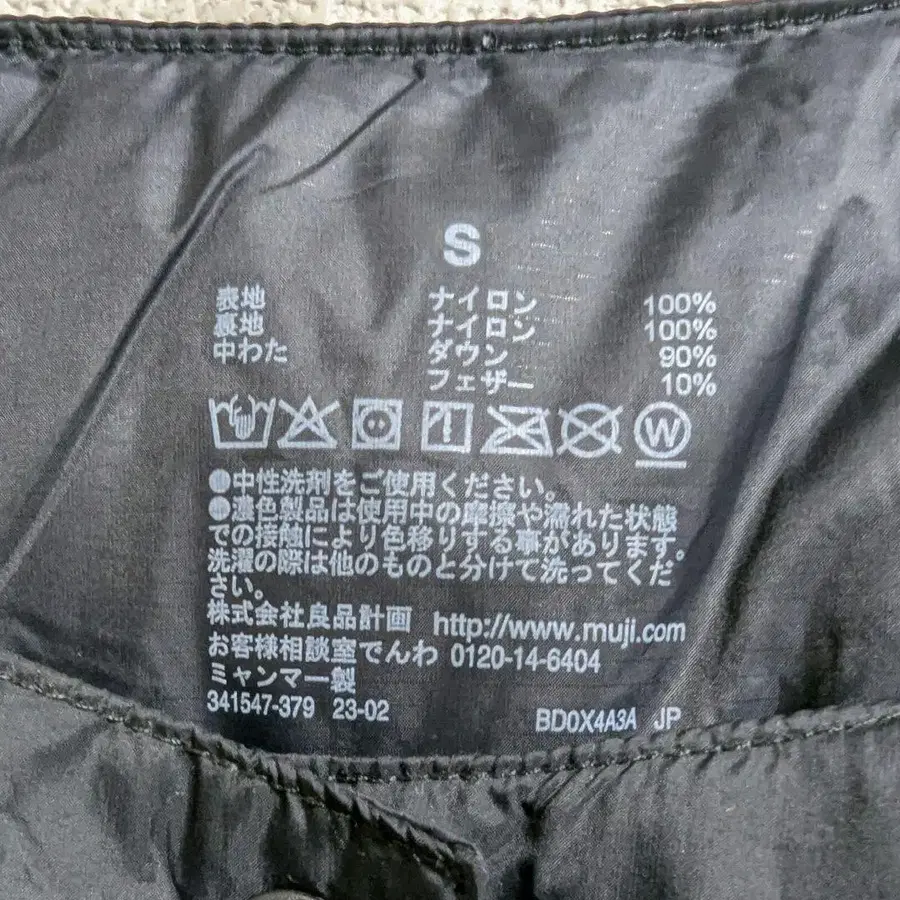 S
表地 ナイロン 100%
裏地 ナイロン 100%
中わた ダウン 90%
フェザー 10%
W
●中性洗剤をご使用ください。
●濃色製品は使用中の摩擦や濡れた状態
での接触により色移りする事があります。
洗濯の際は他のものと分けて洗ってくだ
さい。
株式会社良品計画 http://www.muji.com
お客様相談室でんわ 0120-14-6404
ミャンマー製
341547-379 23-02 BD0X4A3A JP